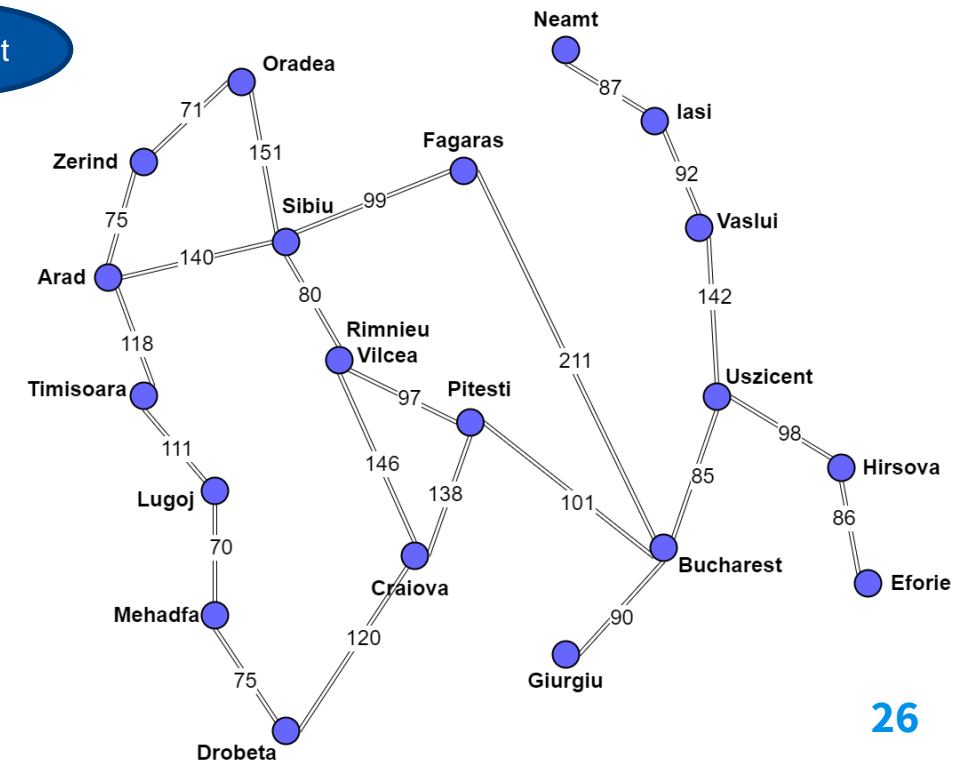 t
Neamt
Oradea
87
71
Iasi
Fagaras
151
Zerind
92
99
Sibiu
75
Vaslui
140
Arad
80
142
Rimnieu
118
Vilcea
211
Uszicent
Timisoara
Pitesti
97
98
111
146
Hirsova
85
Lugoj
138
101
86
70
Bucharest
Eforie
Craiova
Mehadfa
90
120
75
Giurgiu
26
Drobeta